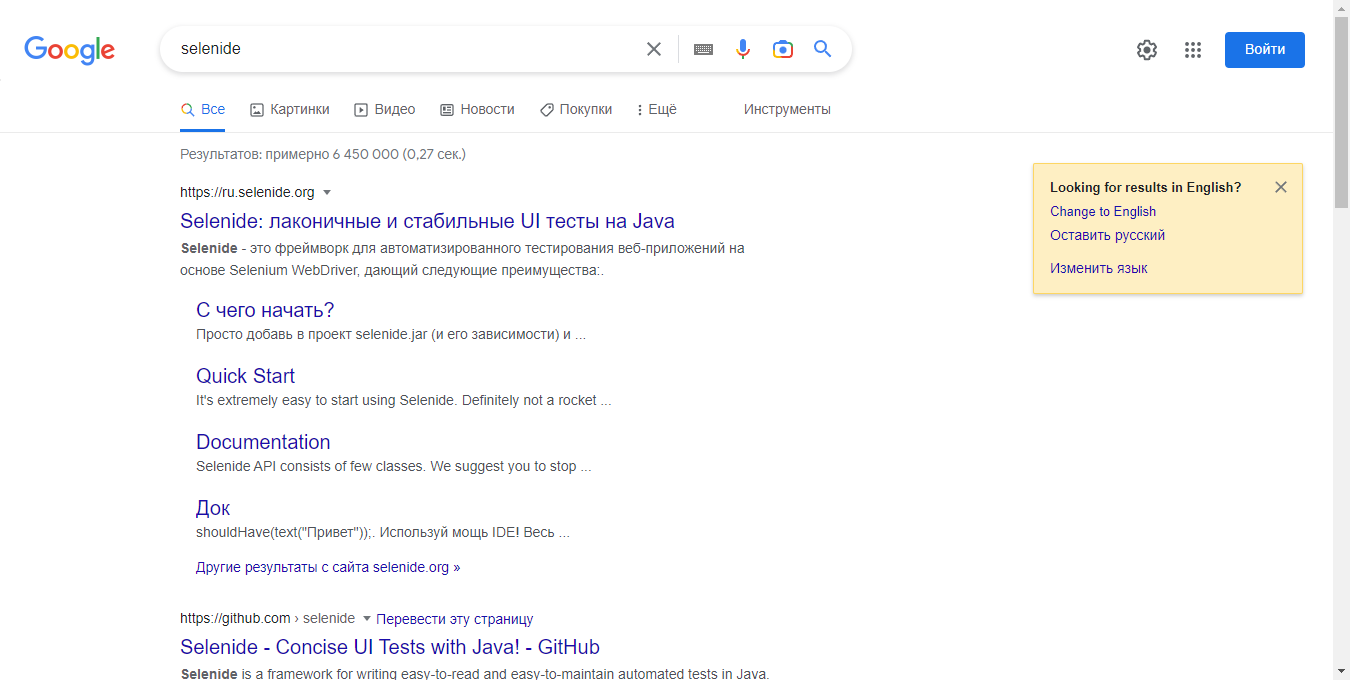 Google
selenide
Войти
Все Картинки Видео Новости Покупки Ещё Инструменты
Результатов: примерно 6 450 000 (0,27 сек.)
https://ru.selenide.org
Selenide: лаконичные и стабильные UI тесты на Java
Selenide - это фреймворк для автоматизированного тестирования веб-приложений на
основе Selenium WebDriver, дающий следующие преимущества:.
С чего начать?
Просто добавь в проект selenide.jar (и его зависимости) и ...
Quick Start
It's extremely easy to start using Selenide. Definitely not a rocket ...
Documentation
Selenide API consists of few classes. We suggest you to stop ...
Док
shouldHave(text("Привет"));. Используй мощь IDE! Весь ...
Другие результаты с сайта selenide.org »
https://github.com › selenide Перевести эту страницу
Selenide - Concise UI Tests with Java! - GitHub
Selenide is a framework for writing easy-to-read and easy-to-maintain automated tests in Java.
Looking for results in English?
Change to English
Оставить русский
Изменить язык